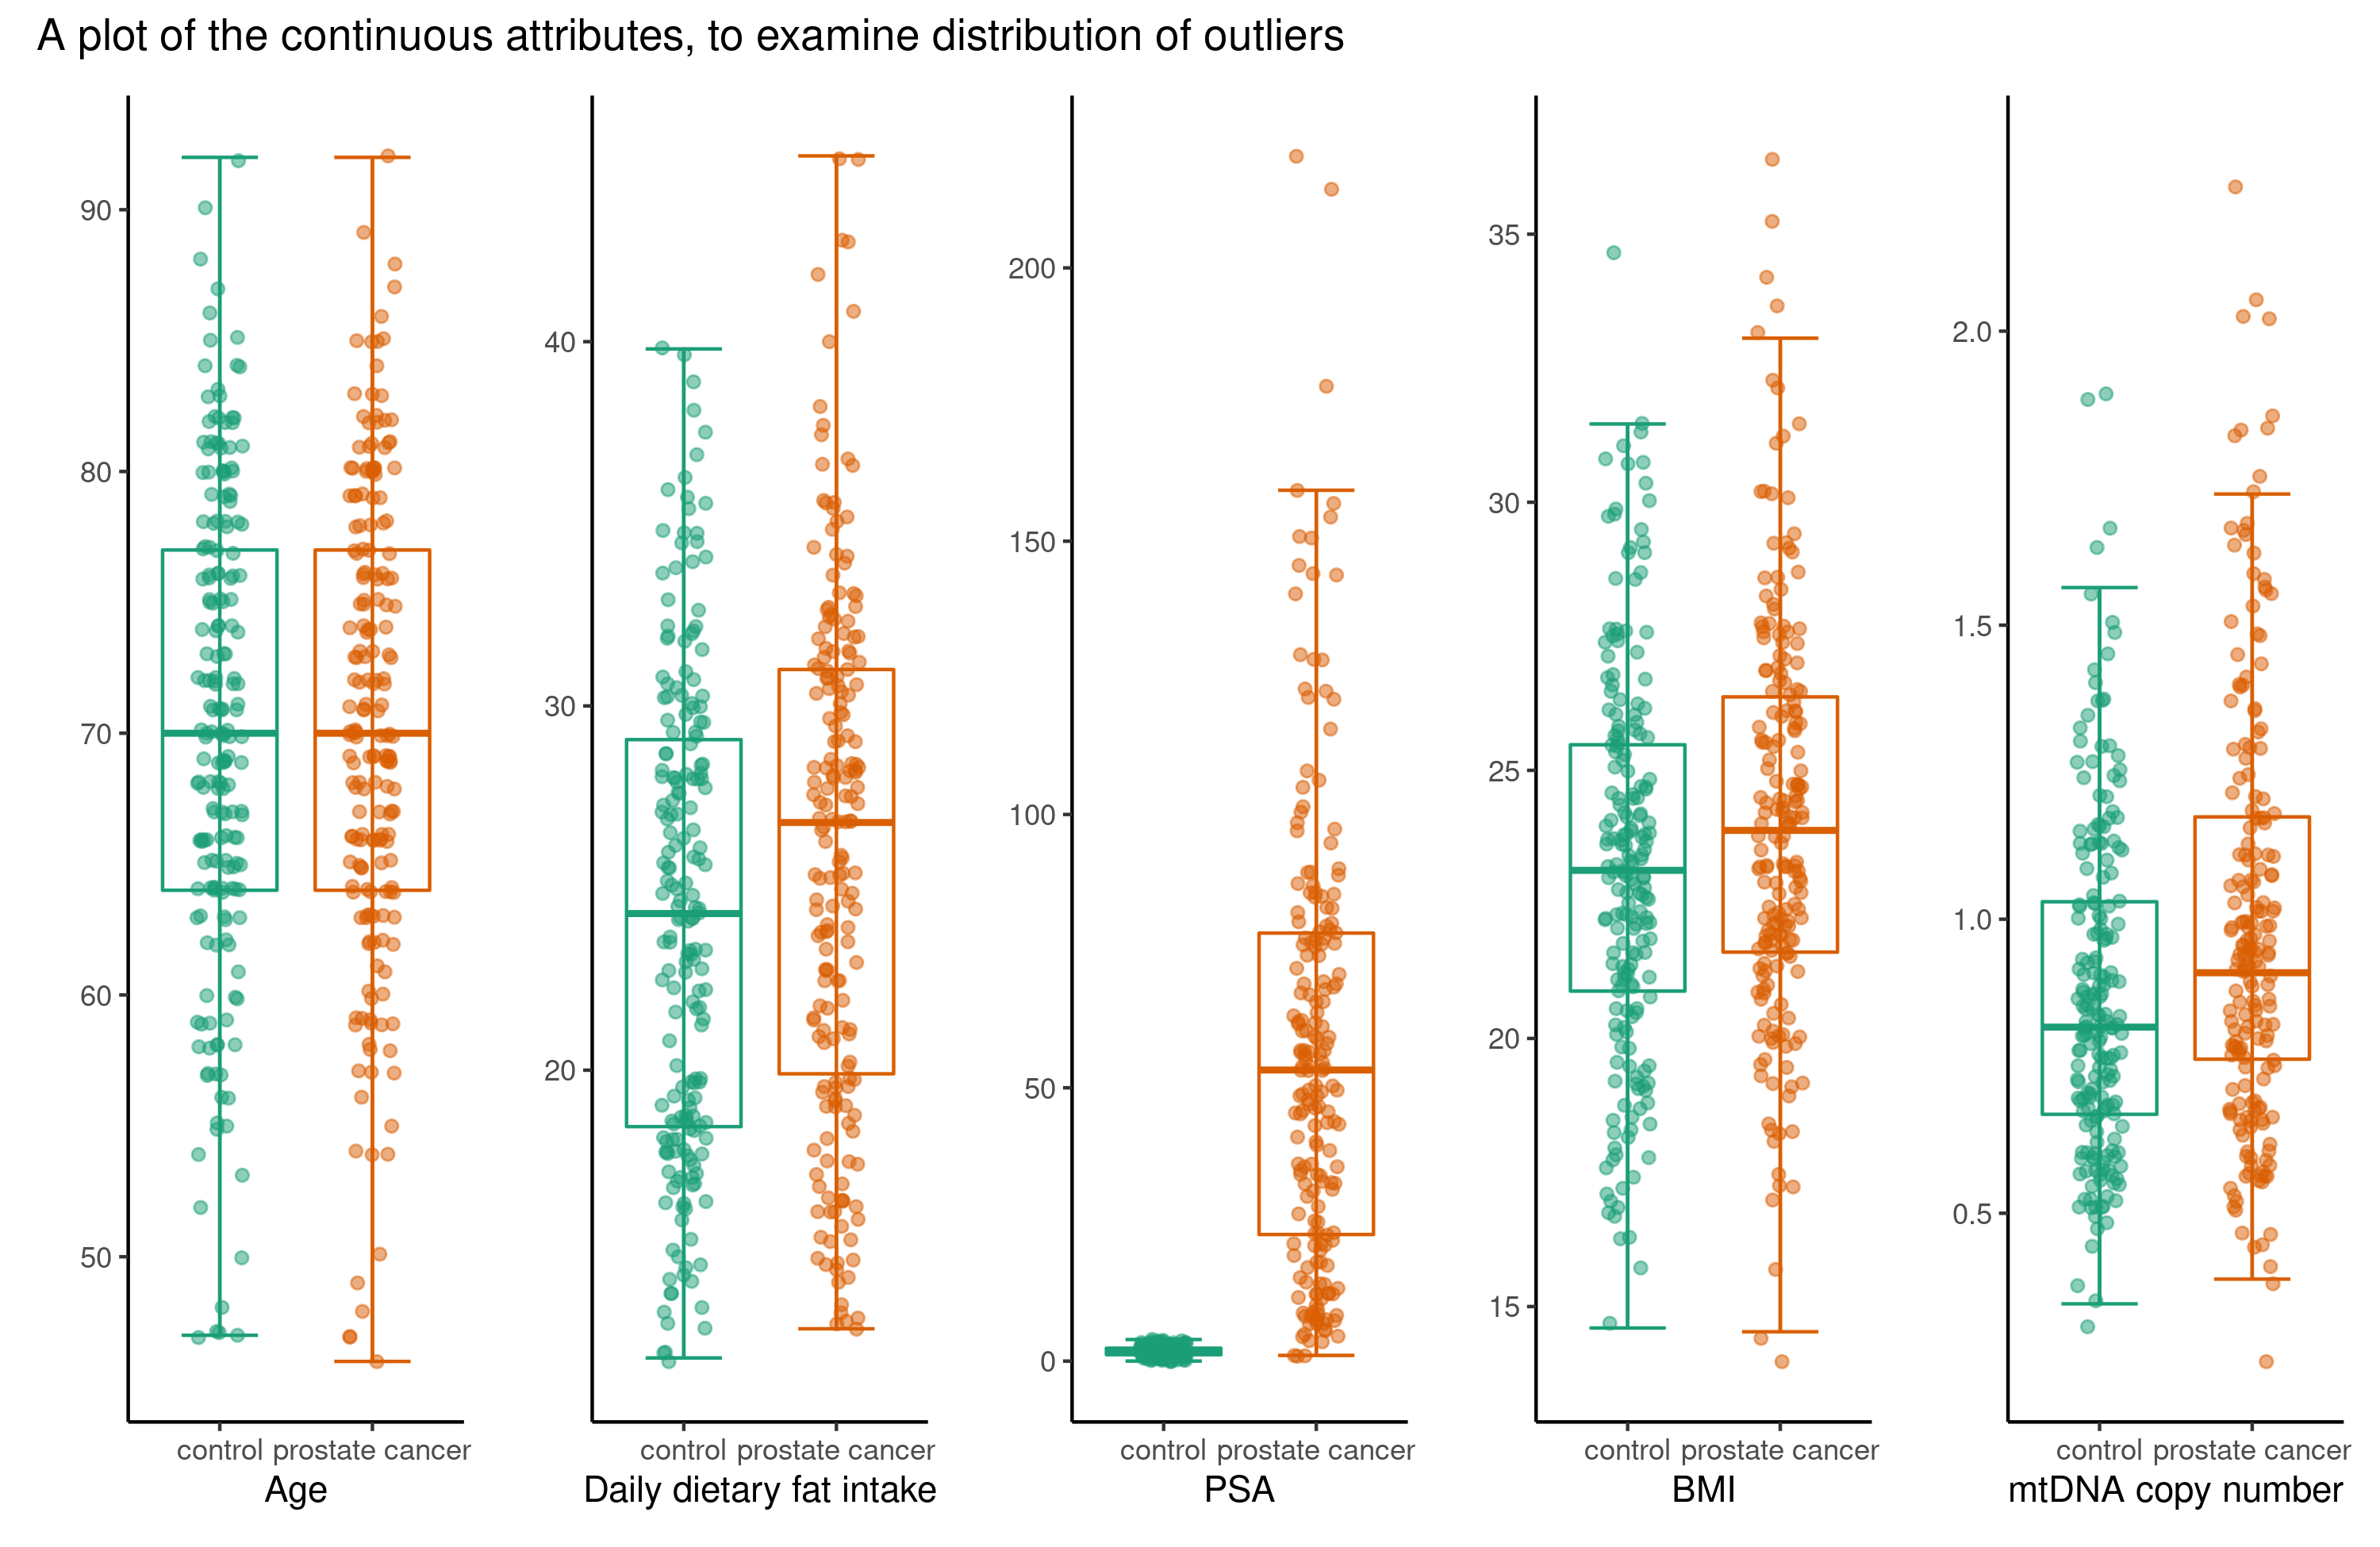 A plot of the continuous attributes, to examine distribution of outliers
90
80
70
60
50
control prostate cancer
Age
40
30
20
control prostate cancer
Daily dietary fat intake
200
150
100
50
0
control prostate cancer
PSA
35
30
25
20
15
control prostate cancer
BMI
2.0
1.5
1.0
0.5
control prostate cancer
mtDNA copy number